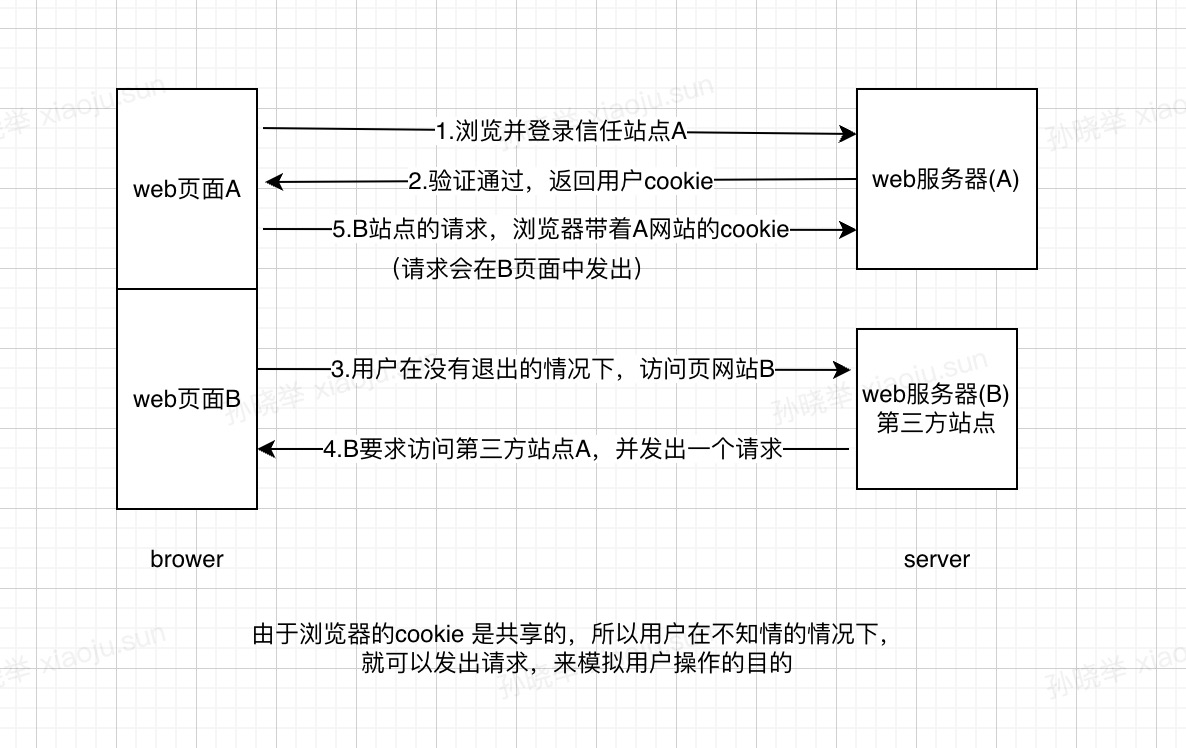 1.浏览并登录信任站点A
web页面A
2.验证通过，返回用户cookie
web服务器(A)
5.B站点的请求，浏览器带着A网站的cookie
（请求会在B页面中发出）
3.用户在没有退出的情况下，访问页网站B
web页面B
web服务器(B)
第三方站点
4.B要求访问第三方站点A，并发出一个请求
brower
server
由于浏览器的cookie 是共享的，所以用户在不知情的情况下，
就可以发出请求，来模拟用户操作的目的
孙晓举 xiaoju.sun